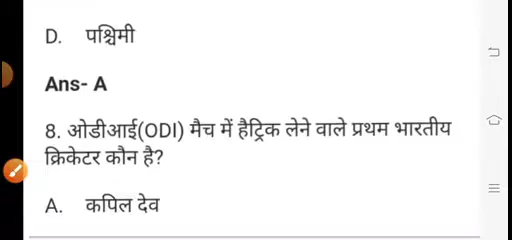 D. पश्चिमी
Ans- A
8. ओडीआई(ODI) मैच में हैट्रिक लेने वाले प्रथम भारतीय
क्रिकेटर कौन है?
A. कपिल देव